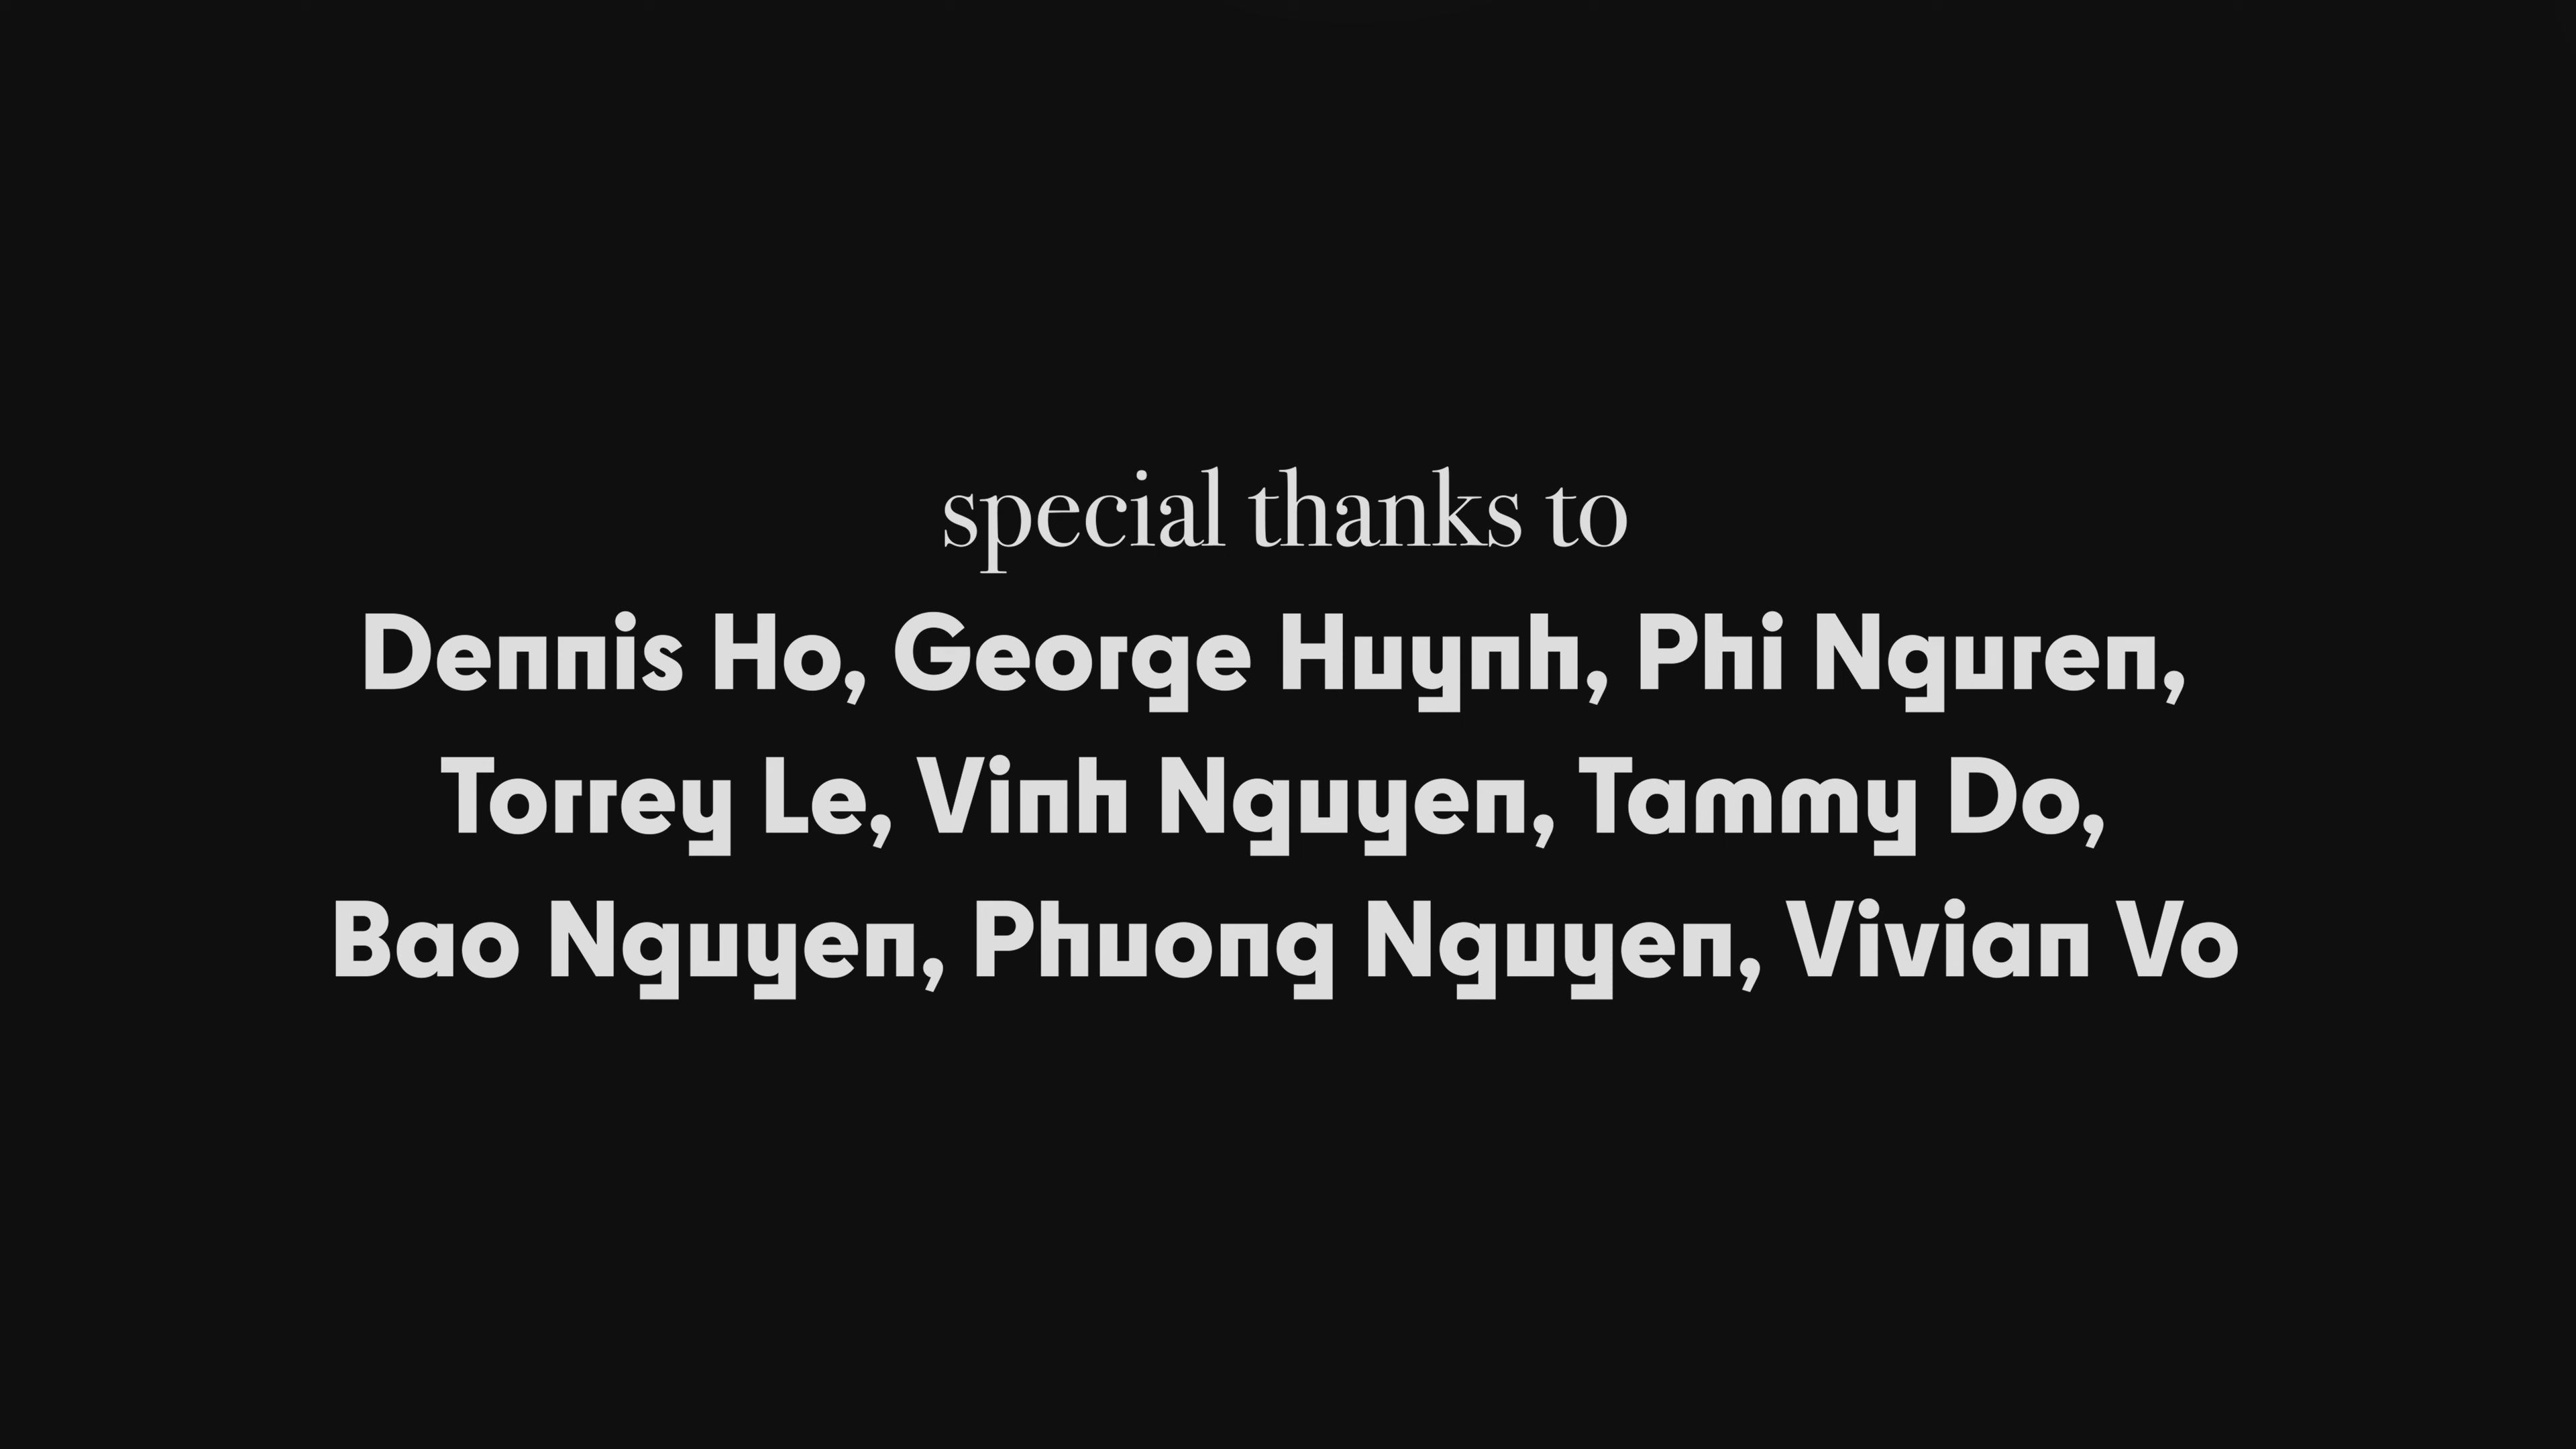 special thanks to
Dennis Ho, George Huynh, Phi Nguren,
Torrey Le, Vinh Nguyen, Tammy Do,
Bao Nguyen, Phuong Nguyen, Vivian Vo